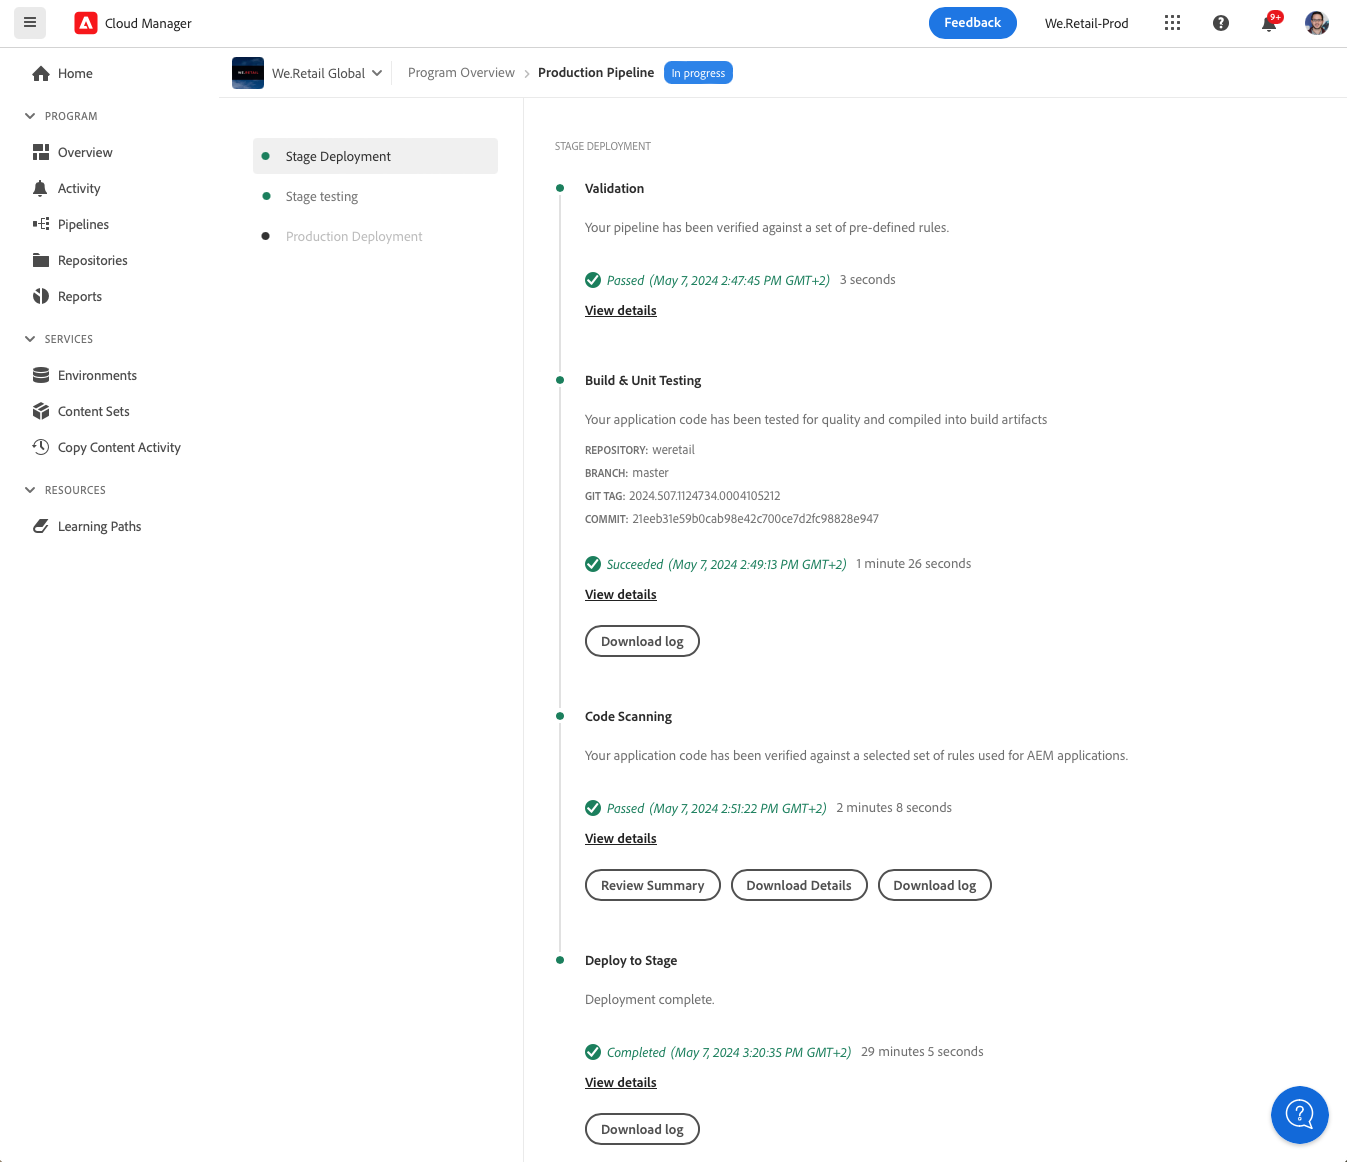 Cloud Manager
Feedback
We.Retail-Prod
9+
Home
PROGRAM
Overview
Activity
Pipelines
Repositories
Reports
SERVICES
Environments
Content Sets
Copy Content Activity
RESOURCES
Learning Paths
WE.RETAIL
We.Retail Global
Program Overview
Production Pipeline
In progress
Stage Deployment
Stage testing
Production Deployment
STAGE DEPLOYMENT
Validation
Your pipeline has been verified against a set of pre-defined rules.
Passed (May 7, 2024 2:47:45 PM GMT+2) 3 seconds
View details
Build & Unit Testing
Your application code has been tested for quality and compiled into build artifacts
REPOSITORY: weretail
BRANCH: master
GIT TAG: 2024.507.1124734.0004105212
COMMIT: 21eeb31e59b0cab98e42c700ce7d2fc98828e947
Succeeded (May 7, 2024 2:49:13 PM GMT+2) 1 minute 26 seconds
View details
Download log
Code Scanning
Your application code has been verified against a selected set of rules used for AEM applications.
Passed (May 7, 2024 2:51:22 PM GMT+2) 2 minutes 8 seconds
View details
Review Summary Download Details Download log
Deploy to Stage
Deployment complete.
Completed (May 7, 2024 3:20:35 PM GMT+2) 29 minutes 5 seconds
View details
Download log